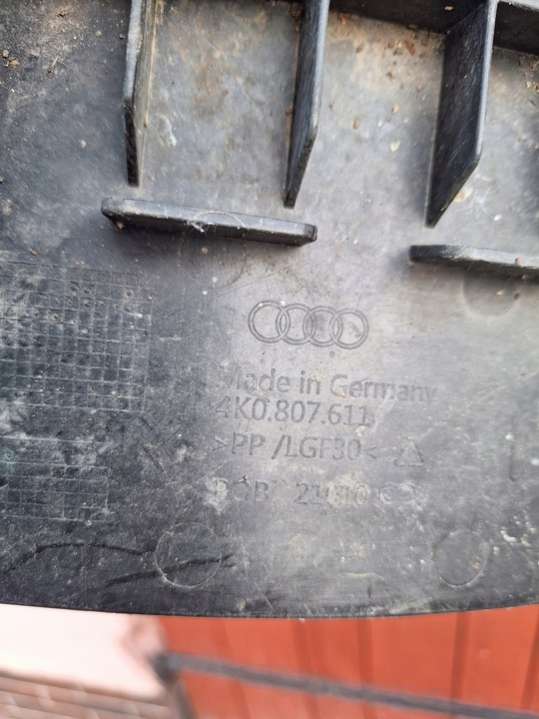 Made in Germany
4K0.807.611
>PP /LGF30<